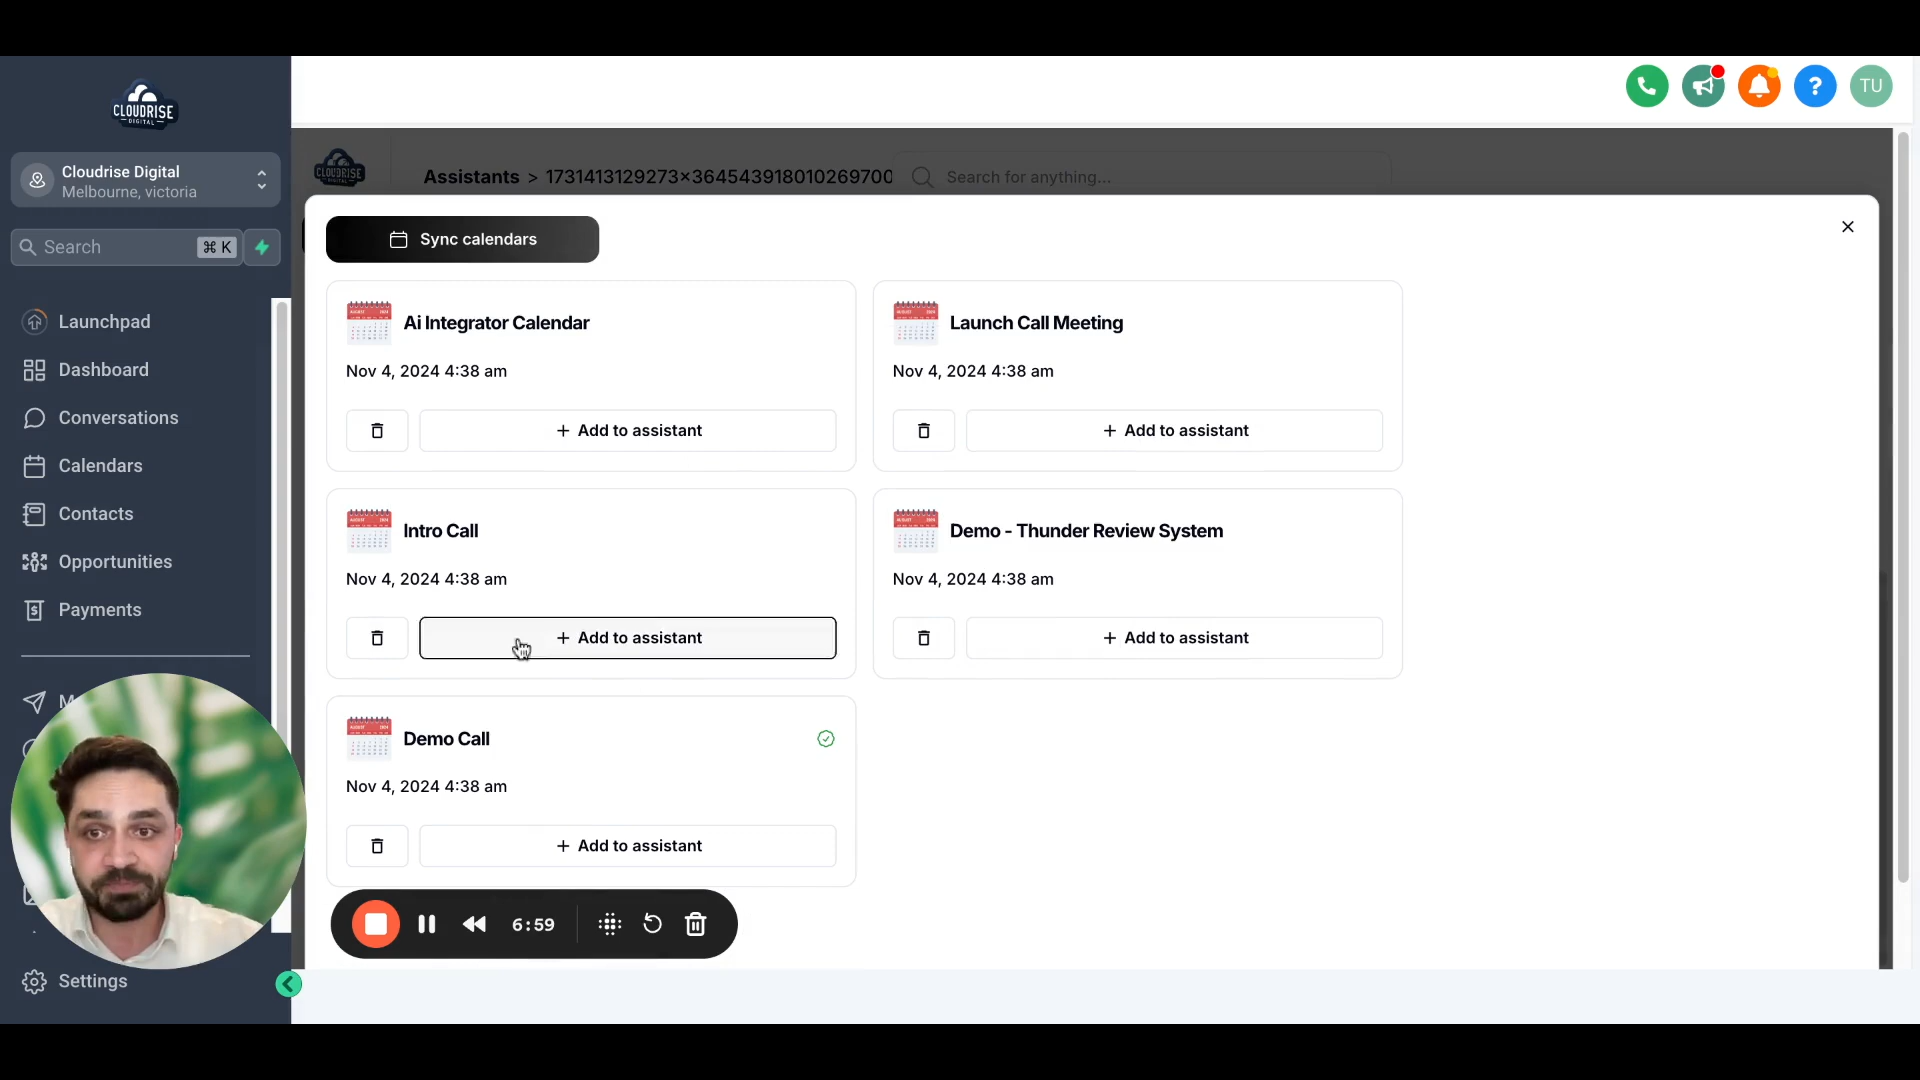 CLOUDRISE
DIGITAL
Cloudrise Digital
Melbourne, victoria
Search
⌘ K
Launchpad
Dashboard
Conversations
Calendars
Contacts
Opportunities
Payments
Settings
?
TU
CLOUDRISE
Assistants > 1731413129273×364543918010269700
Search for anything...
Sync calendars
Ai Integrator Calendar
Nov 4, 2024 4:38 am
+ Add to assistant
Launch Call Meeting
Nov 4, 2024 4:38 am
+ Add to assistant
Intro Call
Nov 4, 2024 4:38 am
+ Add to assistant
Demo - Thunder Review System
Nov 4, 2024 4:38 am
+ Add to assistant
Demo Call
Nov 4, 2024 4:38 am
+ Add to assistant
6:59